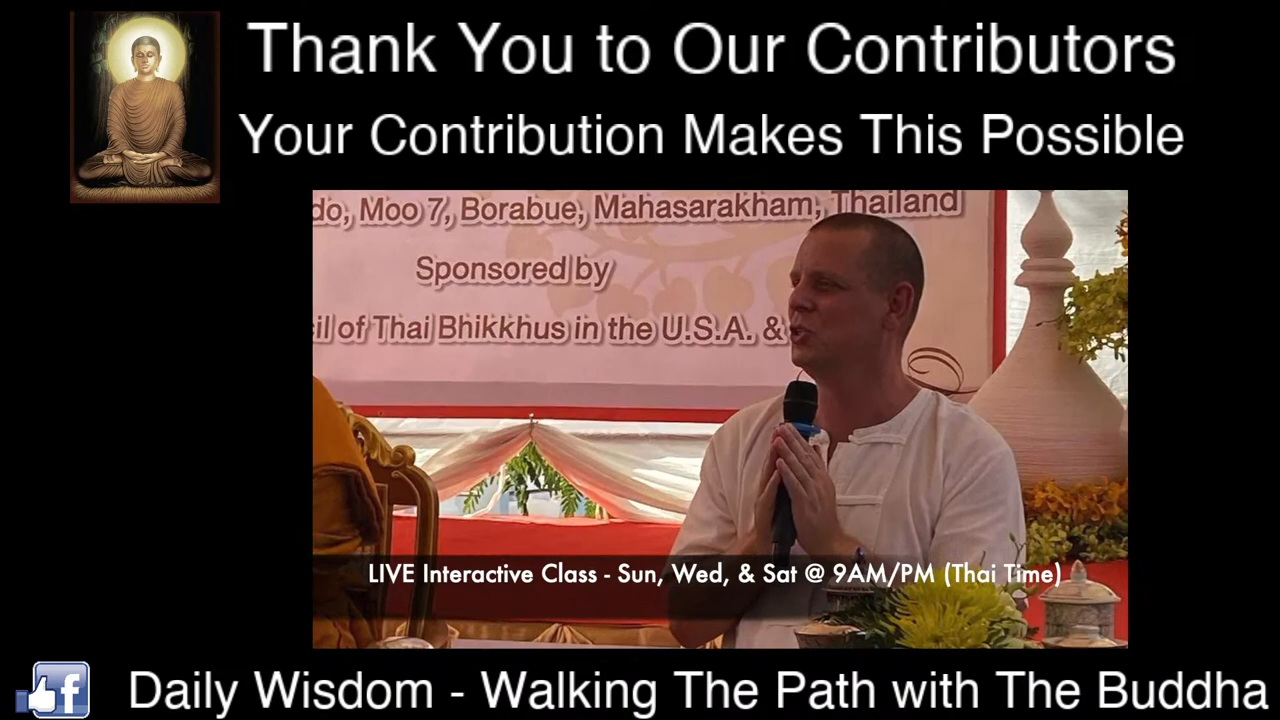 Thank You to Our Contributors
Your Contribution Makes This Possible
do, Moo 7, Borabue, Mahasarakham, Thailand
Sponsored by
il of Thai Bhikkhus in the U.S.A. &
LIVE Interactive Class - Sun, Wed, & Sat @ 9AM/PM (Thai Time)
f
Daily Wisdom - Walking The Path with The Buddha